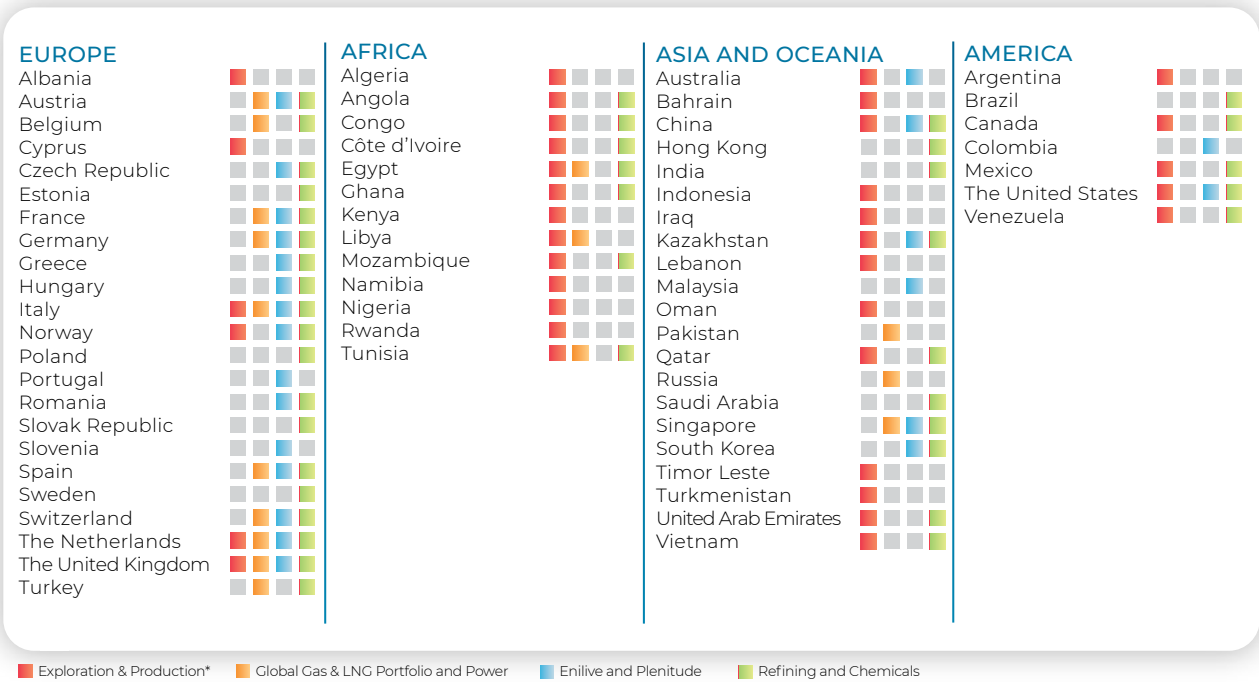 EUROPE
Albania
Austria
Belgium
Cyprus
Czech Republic
Estonia
France
Germany
Greece
Hungary
Italy
Norway
Poland
Portugal
Romania
Slovak Republic
Slovenia
Spain
Sweden
Switzerland
The Netherlands
The United Kingdom
Turkey
AFRICA
Algeria
Angola
Congo
Côte d’Ivoire
Egypt
Ghana
Kenya
Libya
Mozambique
Namibia
Nigeria
Rwanda
Tunisia
ASIA AND OCEANIA
Australia
Bahrain
China
Hong Kong
India
Indonesia
Iraq
Kazakhstan
Lebanon
Malaysia
Oman
Pakistan
Qatar
Russia
Saudi Arabia
Singapore
South Korea
Timor Leste
Turkmenistan
United Arab Emirates
Vietnam
AMERICA
Argentina
Brazil
Canada
Colombia
Mexico
The United States
Venezuela
Exploration & Production* Global Gas & LNG Portfolio and Power Enilive and Plenitude Refining and Chemicals